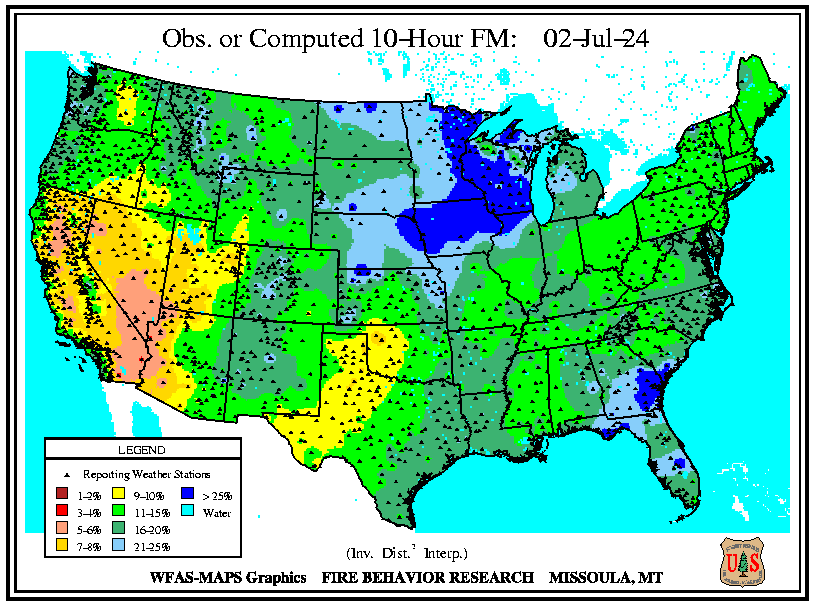 Obs. or Computed 10-Hour FM: 02-Jul-24
LEGEND
Reporting Weather Stations
1-2% 9-10% > 25%
3-4% 11-15% Water
5-6% 16-20%
7-8% 21-25%
(Inv. Dist.² Interp.)
WFAS-MAPS Graphics FIRE BEHAVIOR RESEARCH MISSOULA, MT
U S